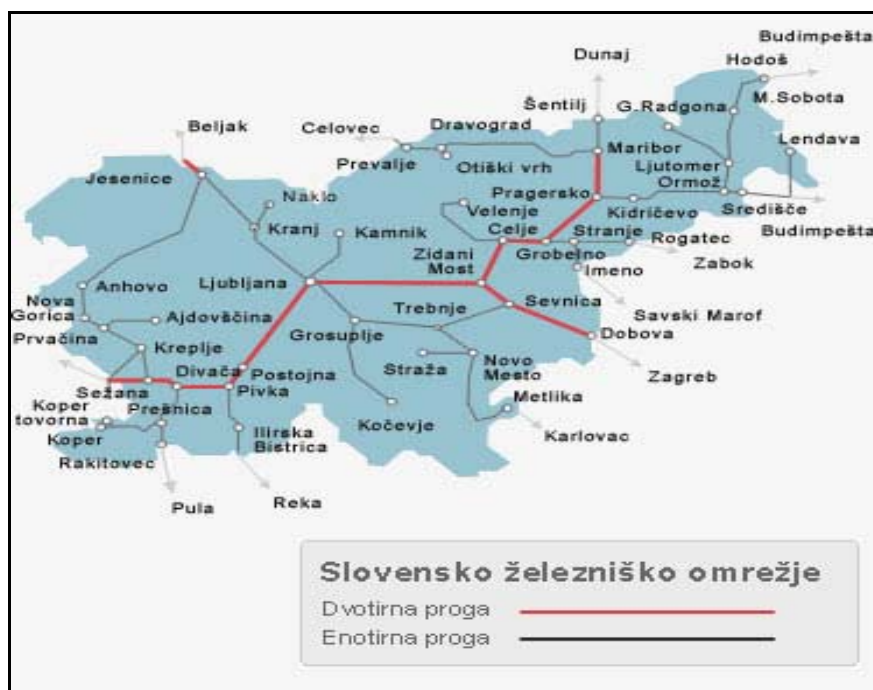 Budimpešta
Dunaj
Hodoš
Šentilj
G.Radgona
M.Sobota
Beljak
Celovec
Dravograd
Lendava
Prevalje
Otiški vrh
Maribor
Ljutomer
Jesenice
Pragersko
Ormož
Naklo
Velenje
Kidričevo
Središče
Kranj
Kamnik
Celje
Stranje
Rogatec
Budimpešta
Zidani
Most
Grobelno
Zabok
Ljubljana
Imeno
Anhovo
Nova
Gorica
Ajdovščina
Trebnje
Sevnica
Savski Marof
Prvačina
Grosuplje
Dobova
Kreplje
Divača
Postojna
Straža
Novo
Mesto
Zagreb
Sežana
Pivka
Koper
tovorna
Prešnica
Metlika
Koper
Ilirska
Bistrica
Kočevje
Karlovac
Rakitovec
Pula
Reka
Slovensko železniško omrežje
Dvotirna proga
Enotirna proga